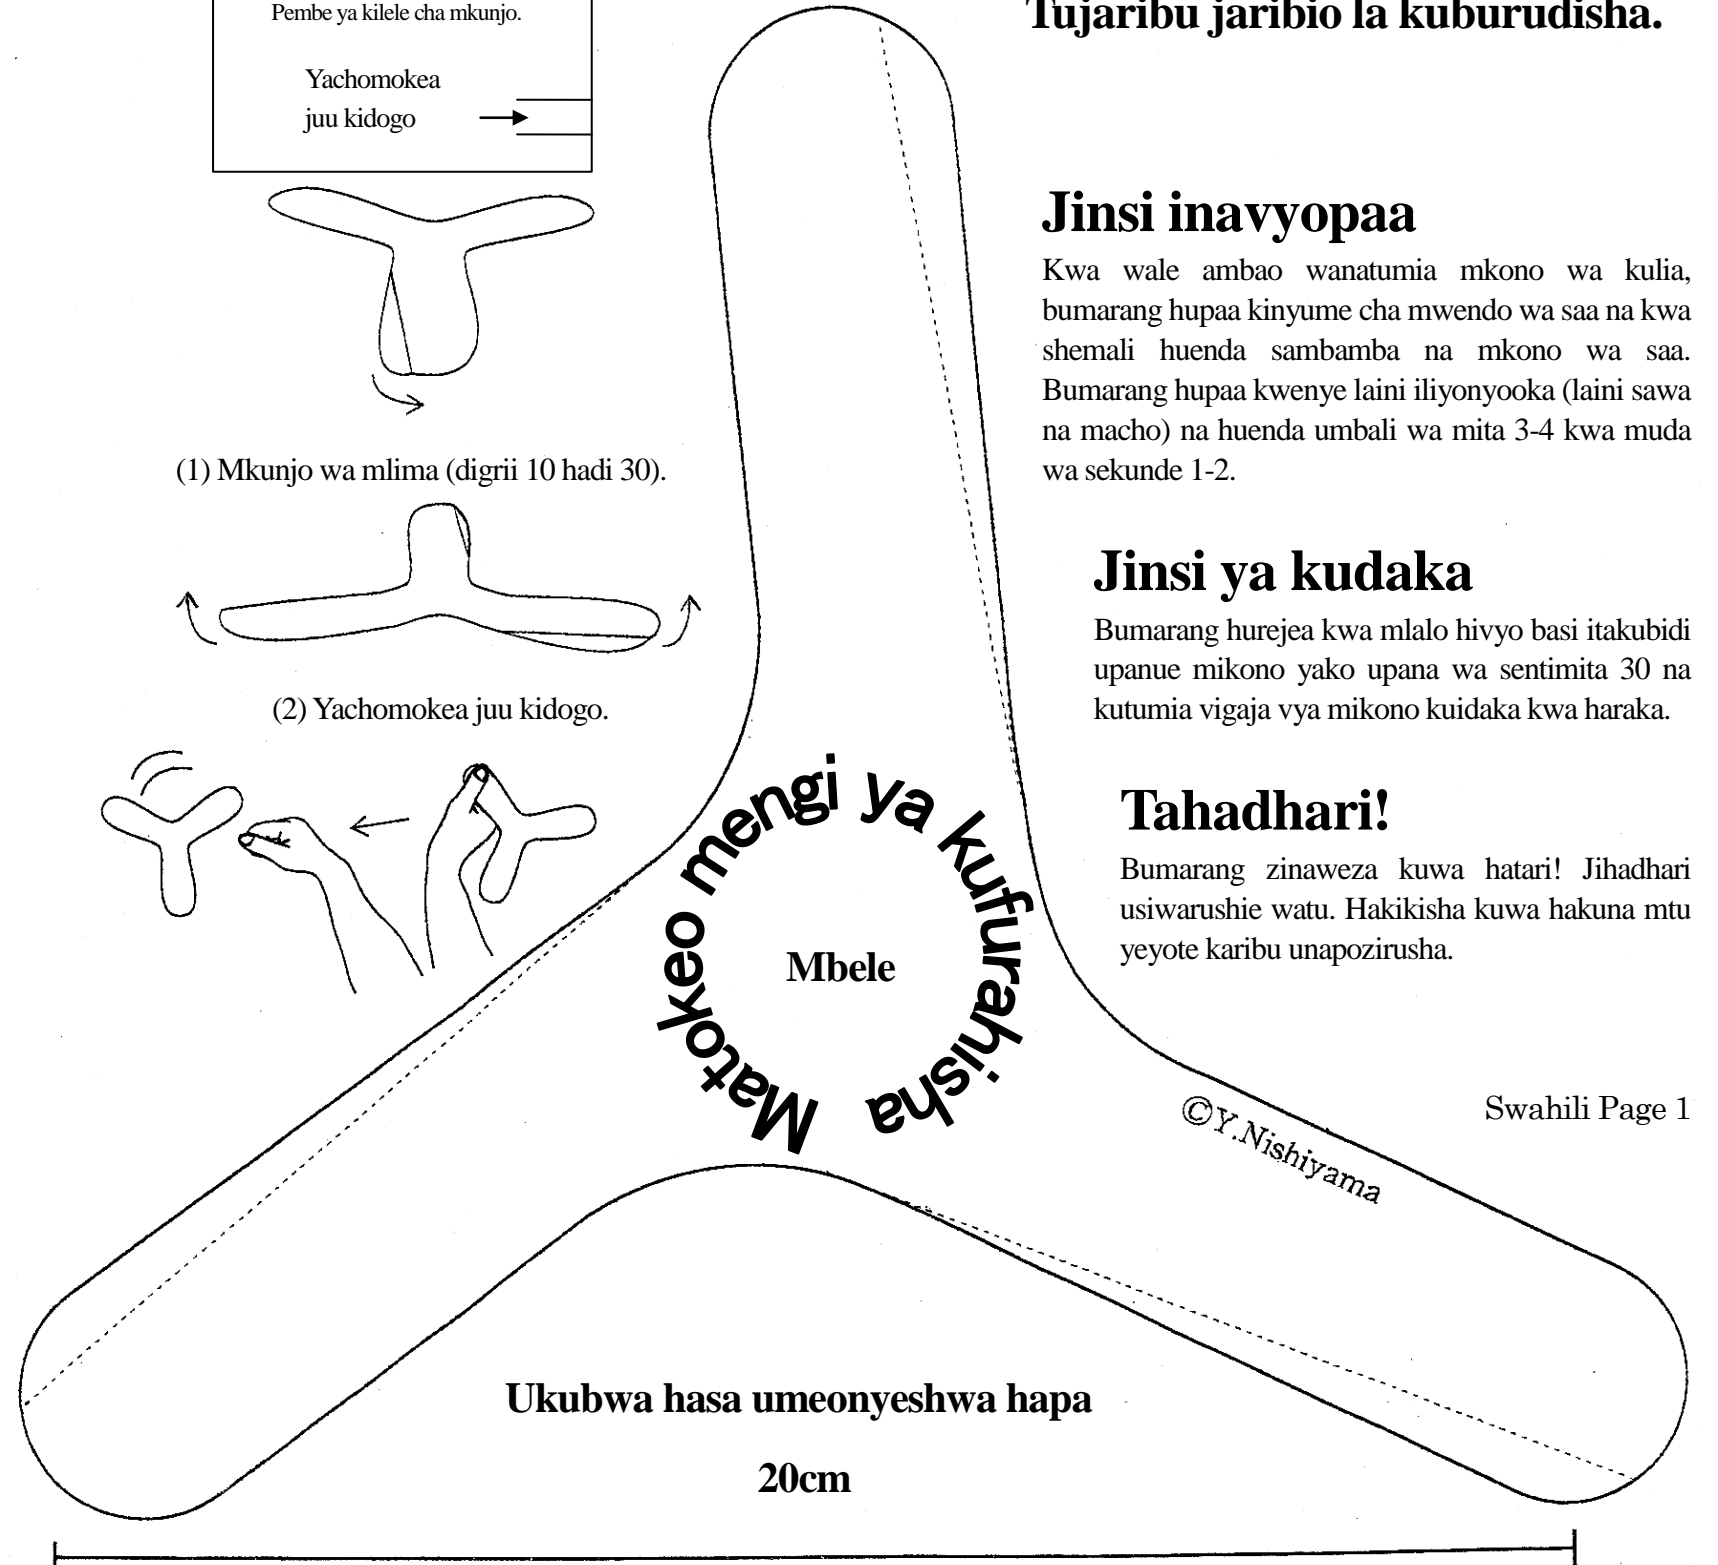 Pembe ya kilele cha mkunjo.
Yachomokea
juu kidogo
(1) Mkunjo wa mlima (digrii 10 hadi 30).
(2) Yachomokea juu kidogo.
Tujaribu jaribio la kuburudisha.
Jinsi inavyopaa
Kwa wale ambao wanatumia mkono wa kulia,
bumarang hupaa kinyume cha mwendo wa saa na kwa
shemali huenda sambamba na mkono wa saa.
Bumarang hupaa kwenye laini iliyonyooka (laini sawa
na macho) na huenda umbali wa mita 3-4 kwa muda
wa sekunde 1-2.
Jinsi ya kudaka
Bumarang hurejea kwa mlalo hivyo basi itakubidi
upanue mikono yako upana wa sentimita 30 na
kutumia vigaja vya mikono kuidaka kwa haraka.
Tahadhari!
Bumarang zinaweza kuwa hatari! Jihadhari
usiwarushie watu. Hakikisha kuwa hakuna mtu
yeyote karibu unapozirusha.
Matokeo mengi ya kufurahisha
Mbele
©Y.Nishiyama
Swahili Page 1
Ukubwa hasa umeonyeshwa hapa
20cm